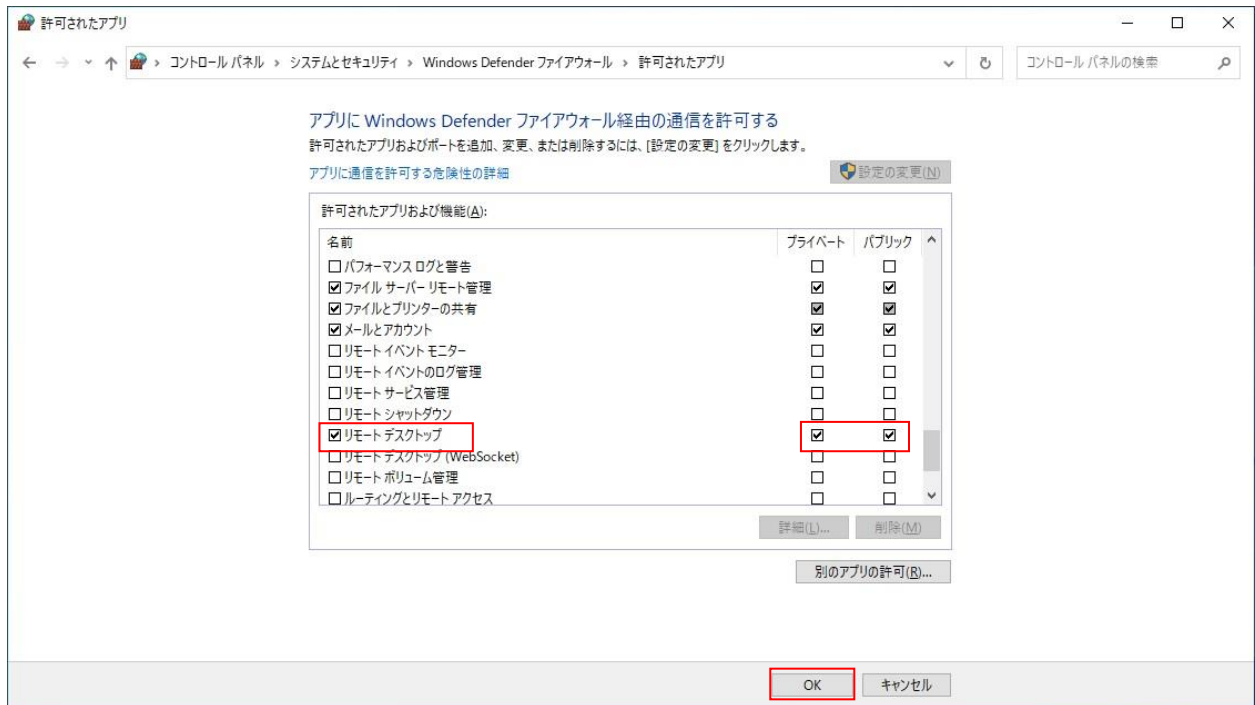 許可されたアプリ
コントロール パネル › システムとセキュリティ › Windows Defender ファイアウォール › 許可されたアプリ
コントロール パネルの検索
アプリに Windows Defender ファイアウォール経由の通信を許可する
許可されたアプリおよびポートを追加、変更、または削除するには、[設定の変更] をクリックします。
アプリに通信を許可する危険性の詳細
設定の変更(N)
許可されたアプリおよび機能(A):
名前 プライベート パブリック
パフォーマンス ログと警告
ファイル サーバー リモート管理
ファイルとプリンターの共有
メールとアカウント
リモート イベント モニター
リモート イベントのログ管理
リモート サービス管理
リモート シャットダウン
リモート デスクトップ
リモート デスクトップ (WebSocket)
リモート ボリューム管理
ルーティングとリモート アクセス
詳細(L)... 削除(M)
別のアプリの許可(R)...
OK キャンセル